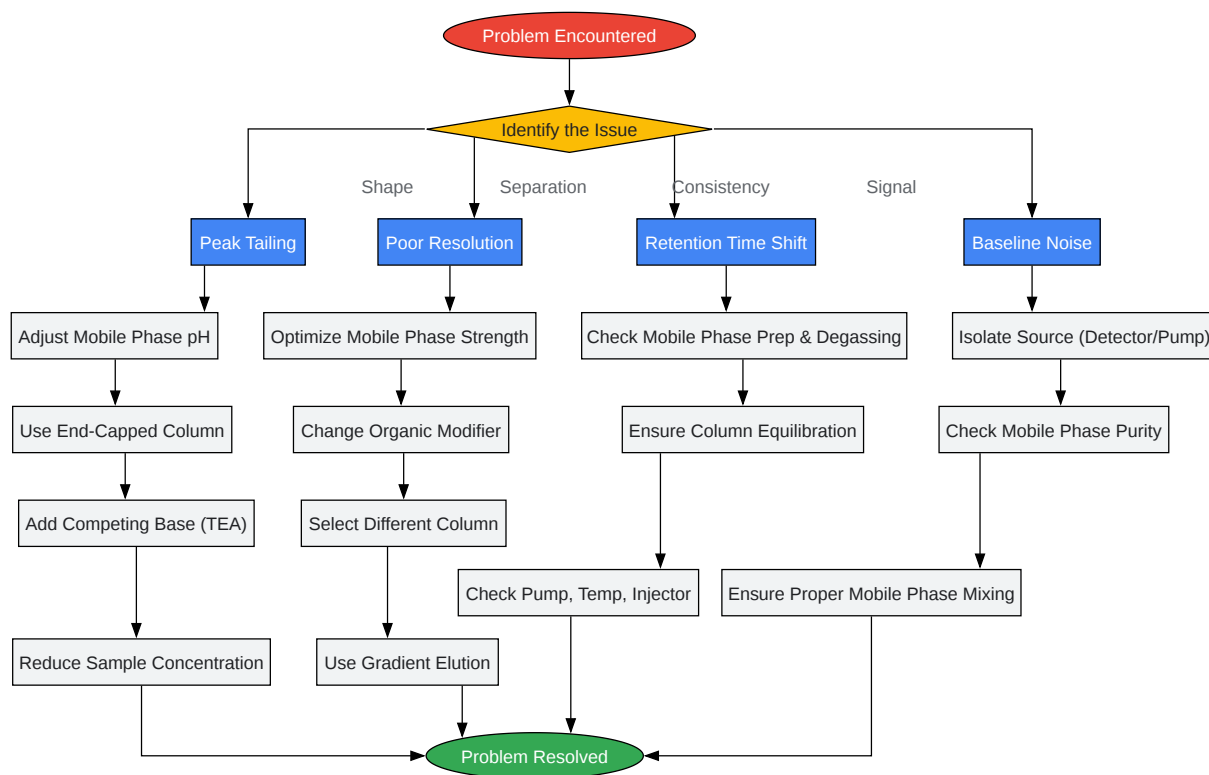 Problem Encountered
Identify the Issue
Shape
Separation
Consistency
Signal
Peak Tailing
Poor Resolution
Retention Time Shift
Baseline Noise
Adjust Mobile Phase pH
Optimize Mobile Phase Strength
Check Mobile Phase Prep & Degassing
Isolate Source (Detector/Pump)
Use End-Capped Column
Change Organic Modifier
Ensure Column Equilibration
Check Mobile Phase Purity
Add Competing Base (TEA)
Select Different Column
Check Pump, Temp, Injector
Ensure Proper Mobile Phase Mixing
Reduce Sample Concentration
Use Gradient Elution
Problem Resolved